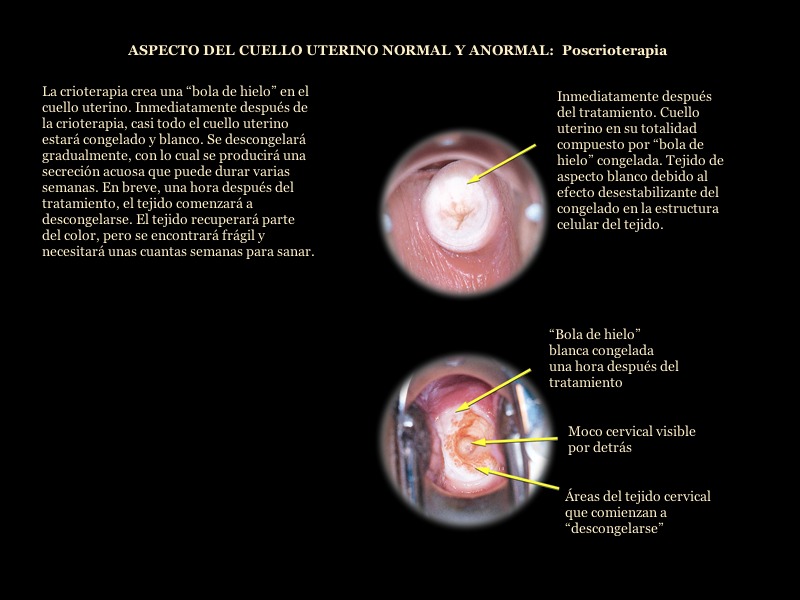 ASPECTO DEL CUELLO UTERINO NORMAL Y ANORMAL: Poscrioterapia
La crioterapia crea una “bola de hielo” en el
cuello uterino. Inmediatamente después de
la crioterapia, casi todo el cuello uterino
estará congelado y blanco. Se descongelará
gradualmente, con lo cual se producirá una
secreción acuosa que puede durar varias
semanas. En breve, una hora después del
tratamiento, el tejido comenzará a
descongelarse. El tejido recuperará parte
del color, pero se encontrará frágil y
necesitará unas cuantas semanas para sanar.
Inmediatamente después
del tratamiento. Cuello
uterino en su totalidad
compuesto por “bola de
hielo” congelada. Tejido de
aspecto blanco debido al
efecto desestabilizante del
congelado en la estructura
celular del tejido.
“Bola de hielo”
blanca congelada
una hora después del
tratamiento
Moco cervical visible
por detrás
Áreas del tejido cervical
que comienzan a
“descongelarse”